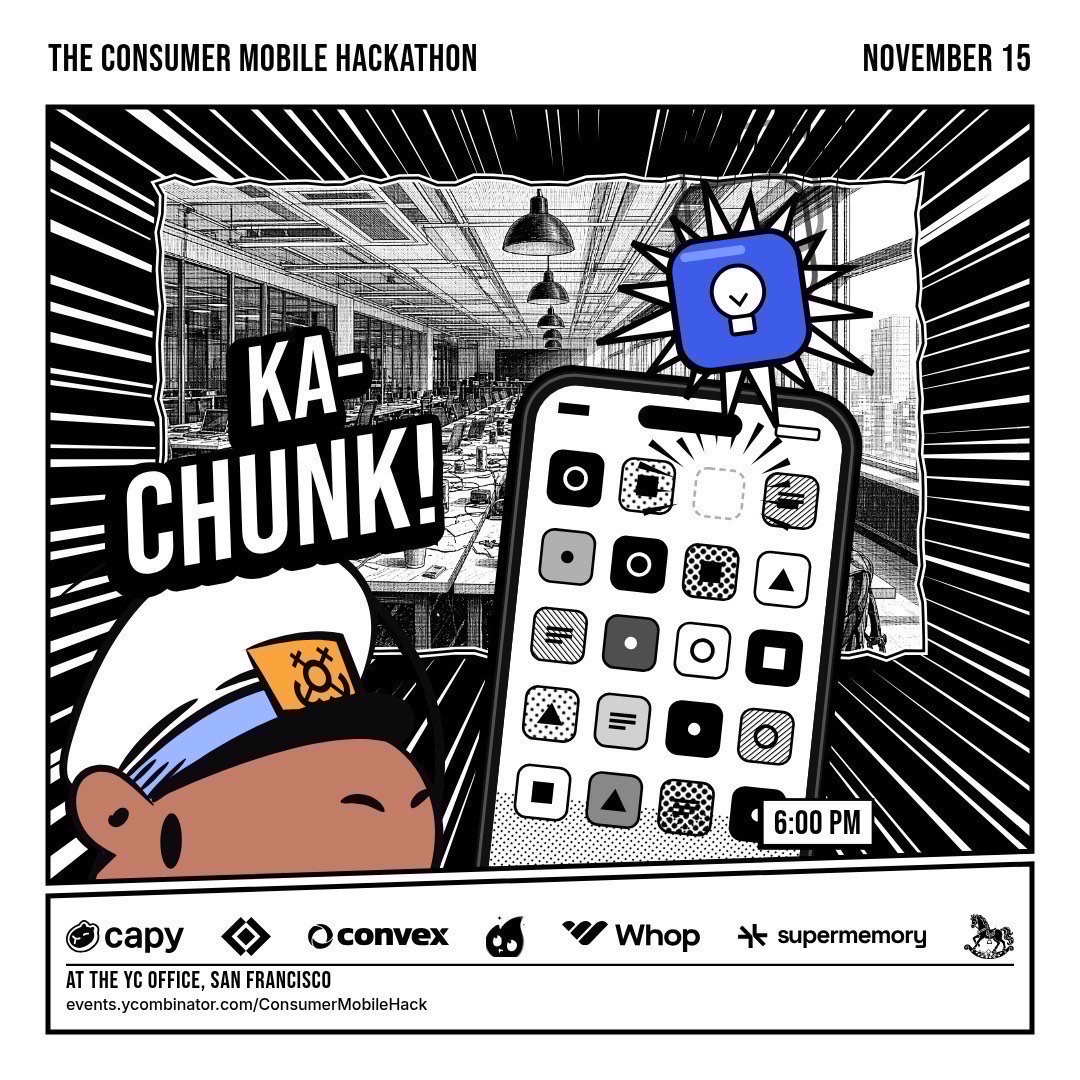 THE CONSUMER MOBILE HACKATHON
NOVEMBER 15
KA-
CHUNK!
6:00 PM
capy
convex
Whop
supermemory
AT THE YC OFFICE, SAN FRANCISCO
events.ycombinator.com/ConsumerMobileHack